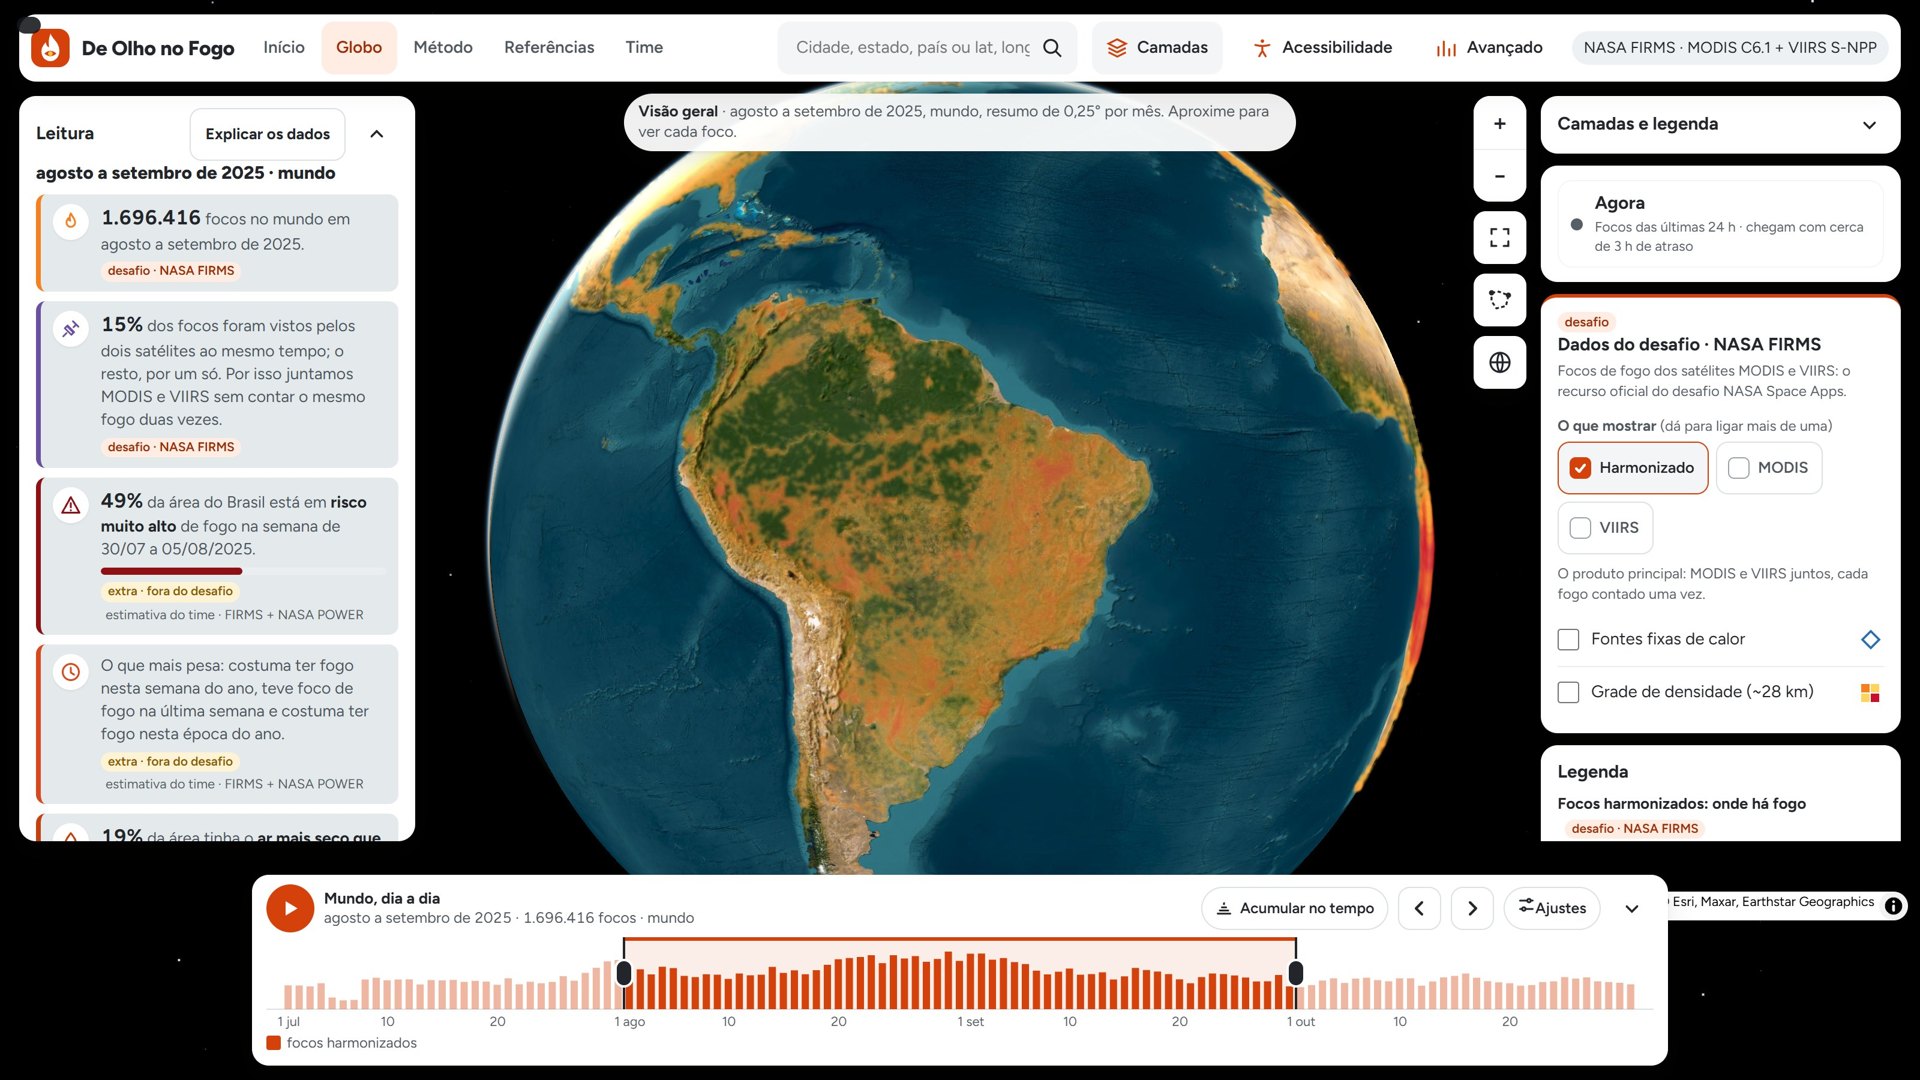 De Olho no Fogo
Início
Globo
Método
Referências
Time
Cidade, estado, país ou lat, long
Camadas
Acessibilidade
Avançado
NASA FIRMS · MODIS C6.1 + VIIRS S-NPP
Leitura
Explicar os dados
agosto a setembro de 2025 · mundo
1.696.416 focos no mundo em
agosto a setembro de 2025.
desafio · NASA FIRMS
15% dos focos foram vistos pelos
dois satélites ao mesmo tempo; o
resto, por um só. Por isso juntamos
MODIS e VIIRS sem contar o mesmo
fogo duas vezes.
desafio · NASA FIRMS
49% da área do Brasil está em risco
muito alto de fogo na semana de
30/07 a 05/08/2025.
extra · fora do desafio
estimativa do time · FIRMS + NASA POWER
O que mais pesa: costuma ter fogo
nesta semana do ano, teve foco de
fogo na última semana e costuma ter
fogo nesta época do ano.
extra · fora do desafio
estimativa do time · FIRMS + NASA POWER
19% da área tinha o ar mais seco que
Visão geral · agosto a setembro de 2025, mundo, resumo de 0,25° por mês. Aproxime para
ver cada foco.
+
−
Camadas e legenda
Agora
Focos das últimas 24 h · chegam com cerca
de 3 h de atraso
desafio
Dados do desafio · NASA FIRMS
Focos de fogo dos satélites MODIS e VIIRS: o
recurso oficial do desafio NASA Space Apps.
O que mostrar (dá para ligar mais de uma)
Harmonizado
MODIS
VIIRS
O produto principal: MODIS e VIIRS juntos, cada
fogo contado uma vez.
Fontes fixas de calor
Grade de densidade (~28 km)
Legenda
Focos harmonizados: onde há fogo
desafio · NASA FIRMS
Esri, Maxar, Earthstar Geographics
Mundo, dia a dia
agosto a setembro de 2025 · 1.696.416 focos · mundo
Acumular no tempo
Ajustes
1 jul
10
20
1 ago
10
20
1 set
10
20
1 out
10
20
focos harmonizados